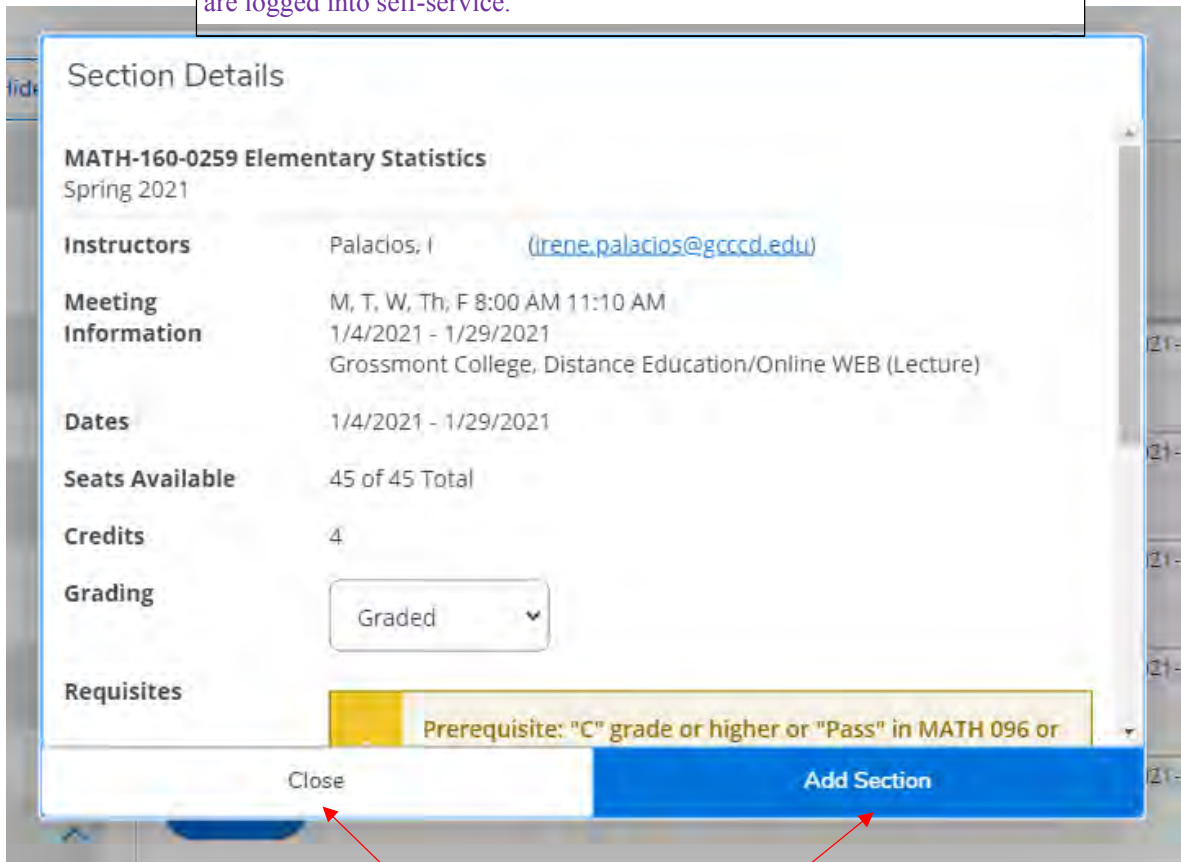 are logged into self-service.
Section Details
MATH-160-0259 Elementary Statistics
Spring 2021
Instructors Palacios, I (irene.palacios@gcccd.edu)
Meeting Information M, T, W, Th, F 8:00 AM 11:10 AM
1/4/2021 - 1/29/2021
Grossmont College, Distance Education/Online WEB (Lecture)
Dates 1/4/2021 - 1/29/2021
Seats Available 45 of 45 Total
Credits 4
Grading Graded
Requisites Prerequisite: "C" grade or higher or "Pass" in MATH 096 or
Close Add Section